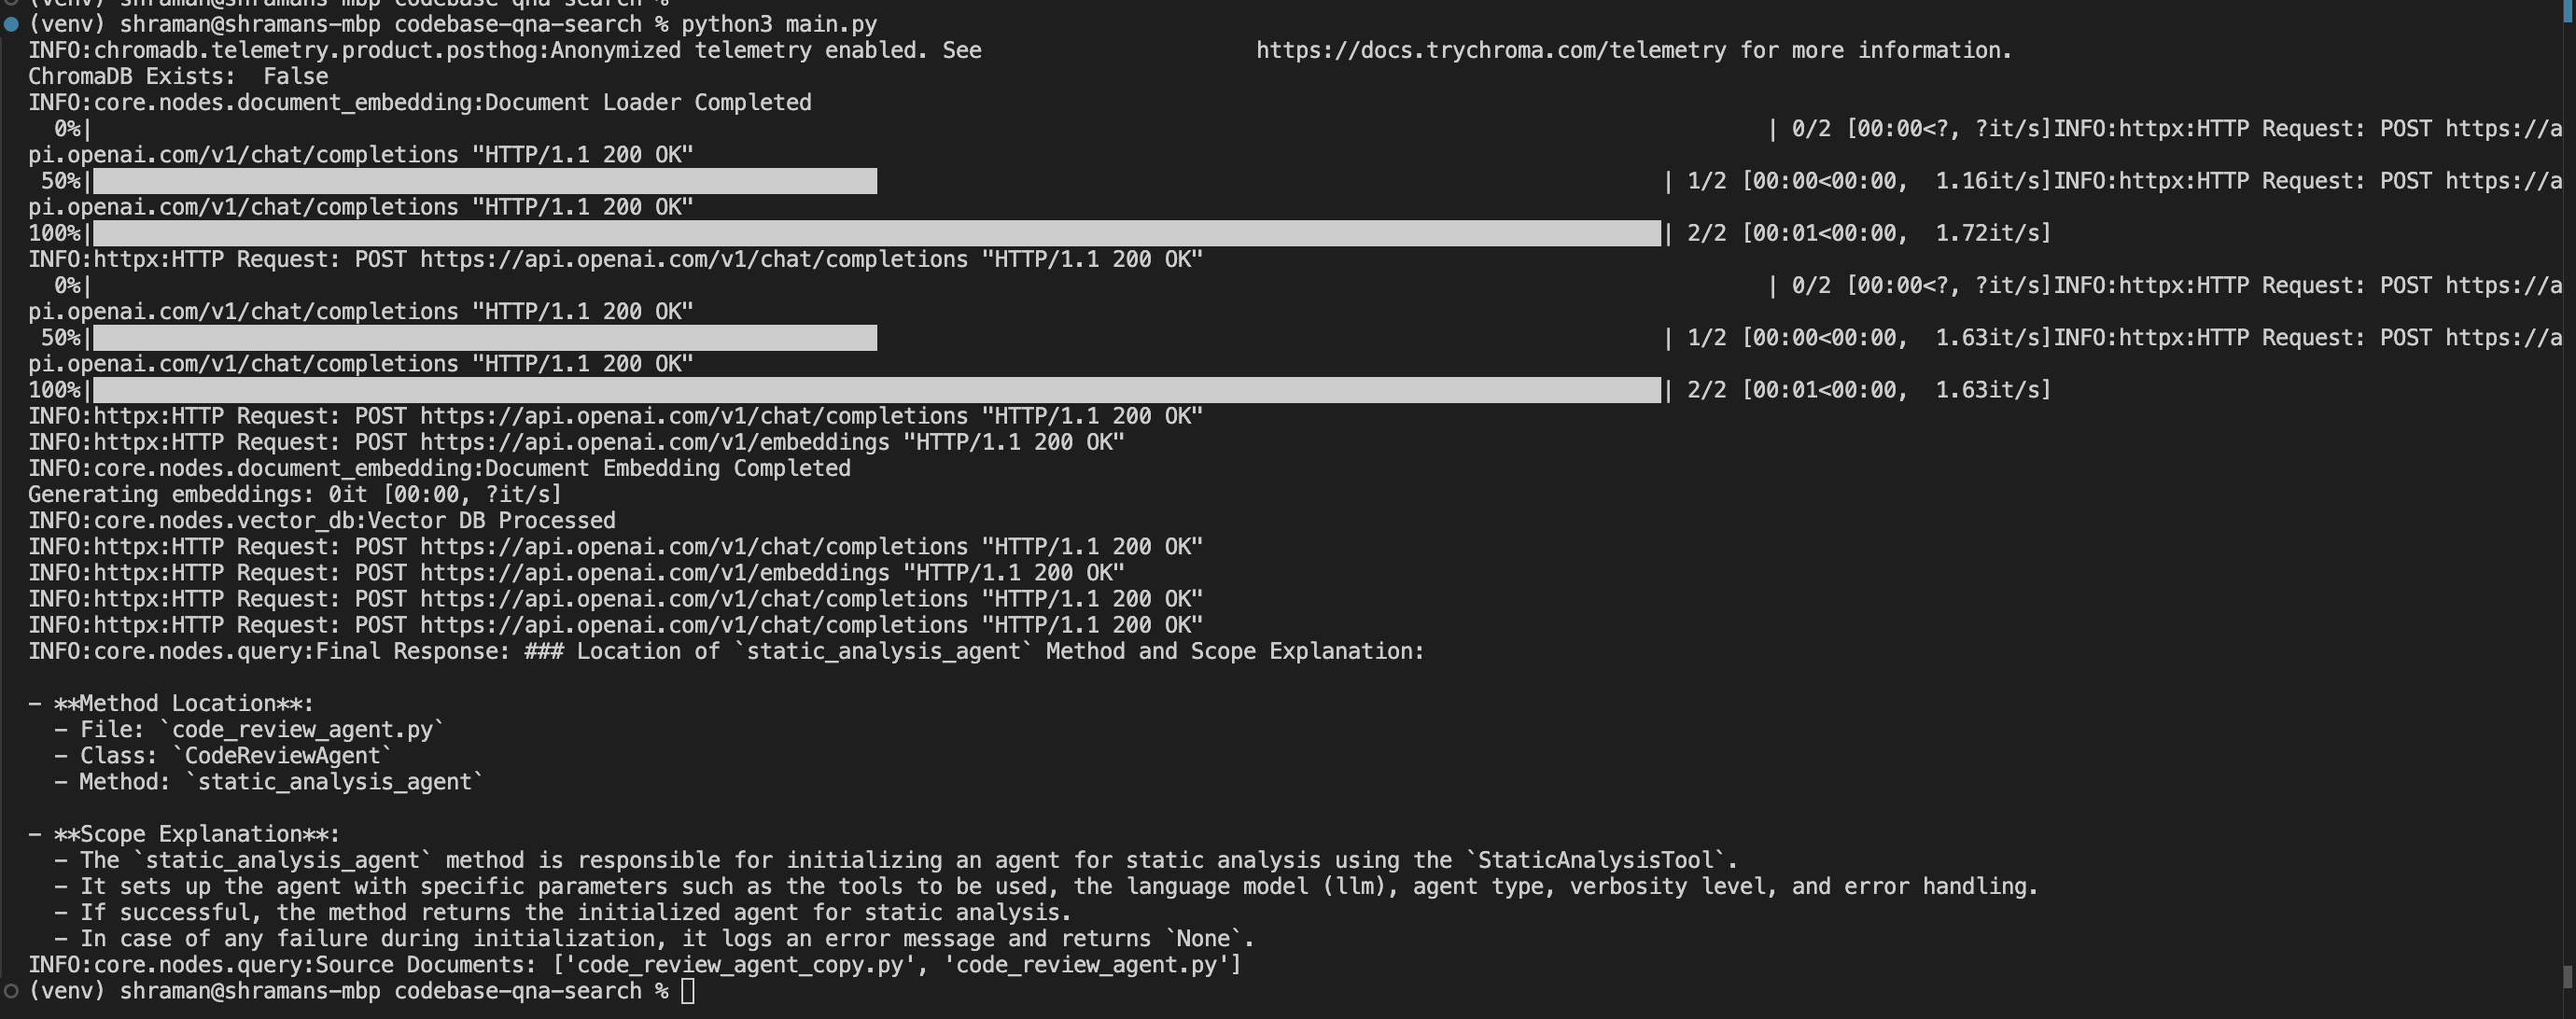 (venv) shraman@shramans-mbp codebase-qna-search %
(venv) shraman@shramans-mbp codebase-qna-search % python3 main.py
INFO:chromadb.telemetry.product.posthog:Anonymized telemetry enabled. See                     https://docs.trychroma.com/telemetry for more information.
ChromaDB Exists:  False
INFO:core.nodes.document_embedding:Document Loader Completed
  0%|                    | 0/2 [00:00<?, ?it/s]INFO:httpx:HTTP Request: POST https://a
pi.openai.com/v1/chat/completions "HTTP/1.1 200 OK"
 50%|                    | 1/2 [00:00<00:00,  1.16it/s]INFO:httpx:HTTP Request: POST https://a
pi.openai.com/v1/chat/completions "HTTP/1.1 200 OK"
100%|                    | 2/2 [00:01<00:00,  1.72it/s]
INFO:httpx:HTTP Request: POST https://api.openai.com/v1/chat/completions "HTTP/1.1 200 OK"
  0%|                    | 0/2 [00:00<?, ?it/s]INFO:httpx:HTTP Request: POST https://a
pi.openai.com/v1/chat/completions "HTTP/1.1 200 OK"
 50%|                    | 1/2 [00:00<00:00,  1.63it/s]INFO:httpx:HTTP Request: POST https://a
pi.openai.com/v1/chat/completions "HTTP/1.1 200 OK"
100%|                    | 2/2 [00:01<00:00,  1.63it/s]
INFO:httpx:HTTP Request: POST https://api.openai.com/v1/chat/completions "HTTP/1.1 200 OK"
INFO:httpx:HTTP Request: POST https://api.openai.com/v1/embeddings "HTTP/1.1 200 OK"
INFO:core.nodes.document_embedding:Document Embedding Completed
Generating embeddings: 0it [00:00, ?it/s]
INFO:core.nodes.vector_db:Vector DB Processed
INFO:httpx:HTTP Request: POST https://api.openai.com/v1/chat/completions "HTTP/1.1 200 OK"
INFO:httpx:HTTP Request: POST https://api.openai.com/v1/embeddings "HTTP/1.1 200 OK"
INFO:httpx:HTTP Request: POST https://api.openai.com/v1/chat/completions "HTTP/1.1 200 OK"
INFO:httpx:HTTP Request: POST https://api.openai.com/v1/chat/completions "HTTP/1.1 200 OK"
INFO:core.nodes.query:Final Response: ### Location of `static_analysis_agent` Method and Scope Explanation:

- **Method Location**:
  - File: `code_review_agent.py`
  - Class: `CodeReviewAgent`
  - Method: `static_analysis_agent`

- **Scope Explanation**:
  - The `static_analysis_agent` method is responsible for initializing an agent for static analysis using the `StaticAnalysisTool`.
  - It sets up the agent with specific parameters such as the tools to be used, the language model (llm), agent type, verbosity level, and error handling.
  - If successful, the method returns the initialized agent for static analysis.
  - In case of any failure during initialization, it logs an error message and returns `None`.
INFO:core.nodes.query:Source Documents: ['code_review_agent_copy.py', 'code_review_agent.py']
(venv) shraman@shramans-mbp codebase-qna-search %